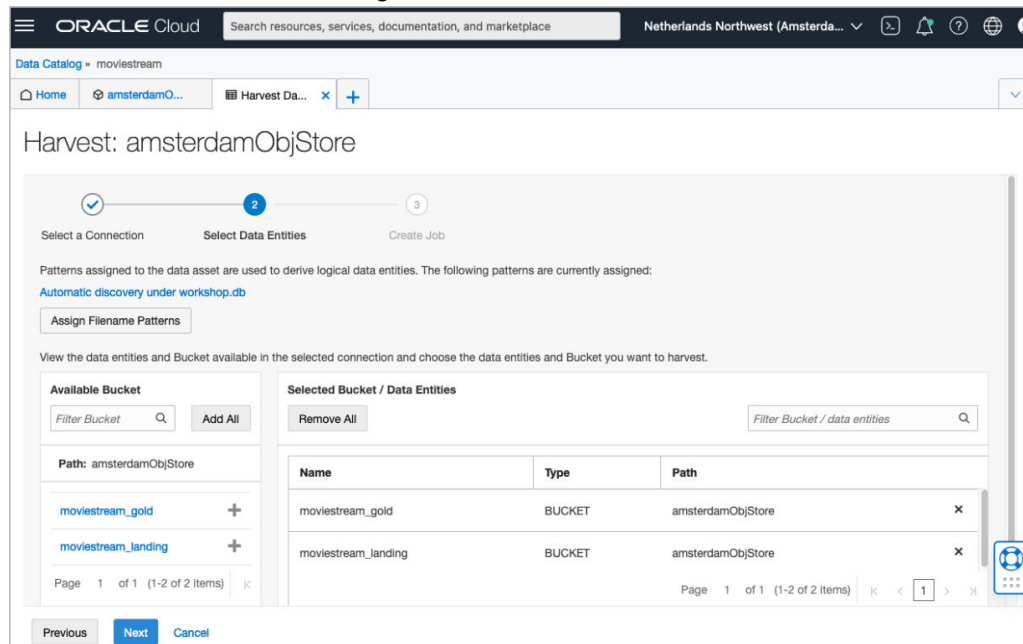 ORACLE Cloud
Search resources, services, documentation, and marketplace
Netherlands Northwest (Amsterda...
Data Catalog » moviestream
Home
amsterdamO...
Harvest Da...
Harvest: amsterdamObjStore
2
3
Select a Connection
Select Data Entities
Create Job
Patterns assigned to the data asset are used to derive logical data entities. The following patterns are currently assigned:
Automatic discovery under workshop.db
Assign Filename Patterns
View the data entities and Bucket available in the selected connection and choose the data entities and Bucket you want to harvest.
Available Bucket
Filter Bucket
Add All
Path: amsterdamObjStore
moviestream_gold
moviestream_landing
Page 1 of 1 (1-2 of 2 items)
Selected Bucket / Data Entities
Remove All
Filter Bucket / data entities
Name Type Path
moviestream_gold BUCKET amsterdamObjStore
moviestream_landing BUCKET amsterdamObjStore
Page 1 of 1 (1-2 of 2 items) 1
Previous
Next
Cancel